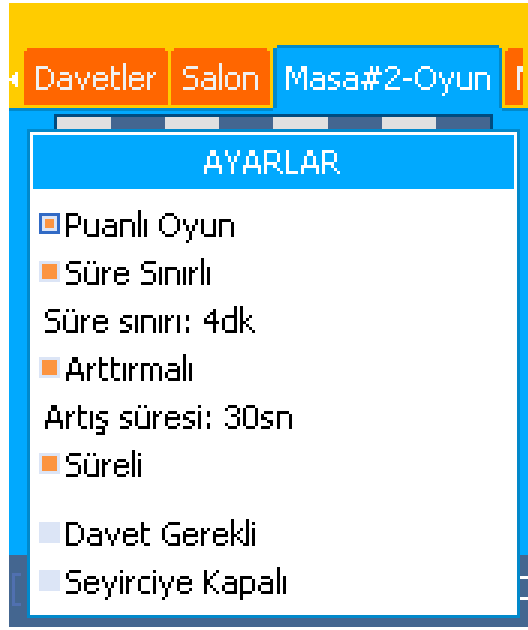 Davetler Salon Masa#2-Oyun
AYARLAR
Puanlı Oyun
Süre Sınırlı
Süre sınırı: 4dk
Arttırmalı
Artış süresi: 30sn
Süreli
Davet Gerekli
Seyirciye Kapalı